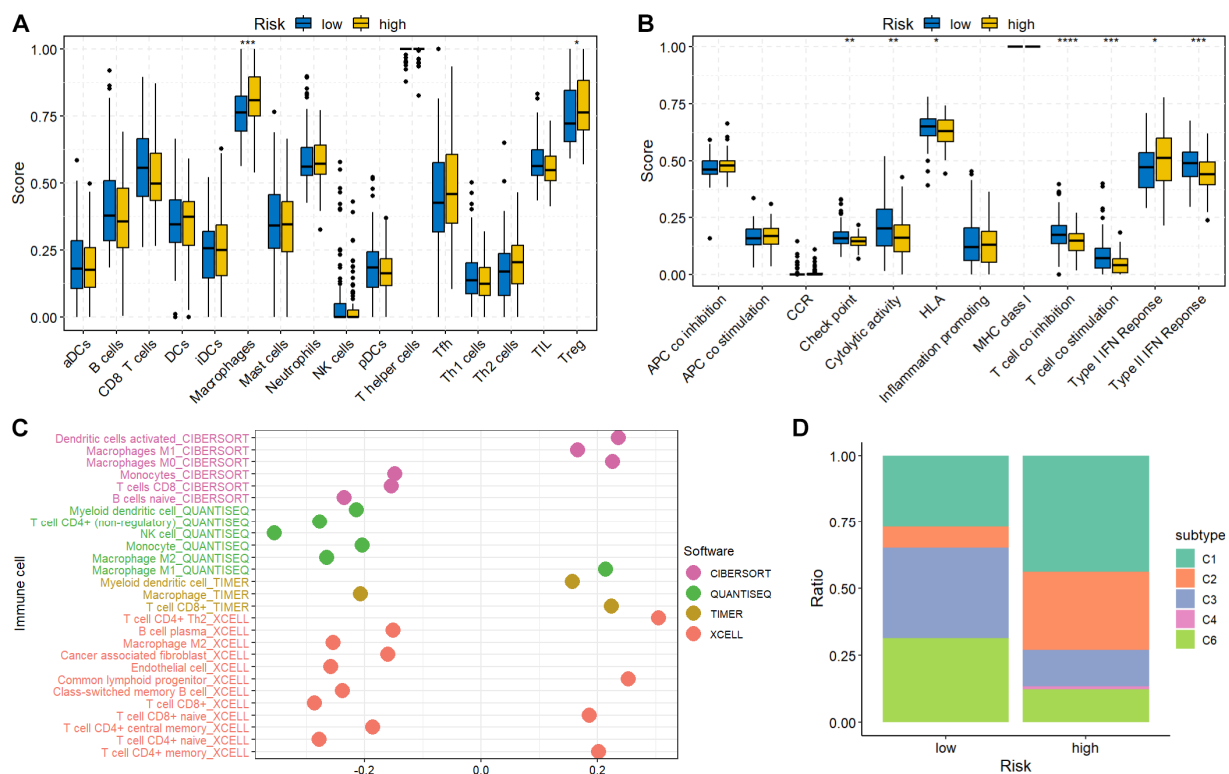 A
Risk low high
*** *
Score
1.00
0.75
0.50
0.25
0.00
aDCs
B cells
CD8 T cells
DCs
iDCs
Macrophages
Mast cells
Neutrophils
NK cells
pDCs
T helper cells
Tfh
Th1 cells
Th2 cells
TIL
Treg
B
Risk low high
** ** * **** *** * ***
Score
1.00
0.75
0.50
0.25
0.00
APC co inhibition
APC co stimulation
CCR
Check point
Cytolytic activity
HLA
Inflammation promoting
MHC class I
T cell co inhibition
T cell co stimulation
Type I IFN Reponse
Type II IFN Reponse
C
Immune cell
Dendritic cells activated_CIBERSORT
Macrophages M1_CIBERSORT
Macrophages M0_CIBERSORT
Monocytes_CIBERSORT
T cells CD8_CIBERSORT
B cells naive_CIBERSORT
Myeloid dendritic cell_QUANTISEQ
T cell CD4+ (non-regulatory)_QUANTISEQ
NK cell_QUANTISEQ
Monocyte_QUANTISEQ
Macrophage M2_QUANTISEQ
Macrophage M1_QUANTISEQ
Myeloid dendritic cell_TIMER
Macrophage_TIMER
T cell CD8+_TIMER
T cell CD4+ Th2_XCELL
B cell plasma_XCELL
Macrophage M2_XCELL
Cancer associated fibroblast_XCELL
Endothelial cell_XCELL
Common lymphoid progenitor_XCELL
Class-switched memory B cell_XCELL
T cell CD8+_XCELL
T cell CD8+ naive_XCELL
T cell CD4+ central memory_XCELL
T cell CD4+ naive_XCELL
T cell CD4+ memory_XCELL
-0.2 0.0 0.2
Software
CIBERSORT
QUANTISEQ
TIMER
XCELL
D
Ratio
1.00
0.75
0.50
0.25
0.00
low high
Risk
subtype
C1
C2
C3
C4
C6